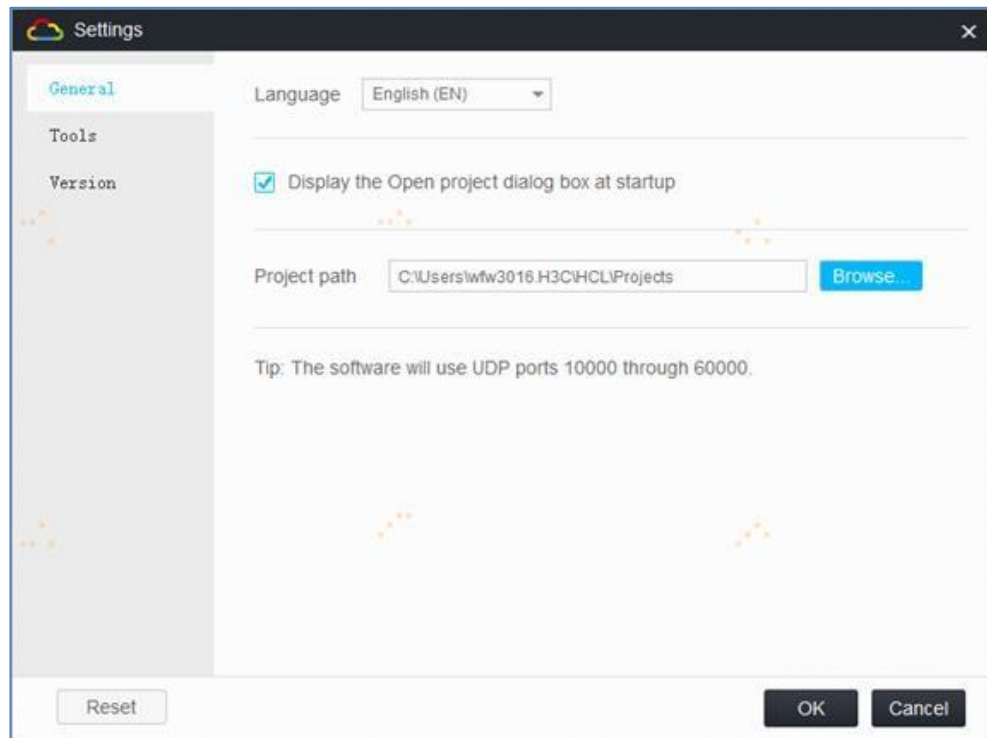 Settings
General
Tools
Version
Language English (EN)
Display the Open project dialog box at startup
Project path C:\Users\wfw3016.H3C\HCL\Projects Browse...
Tip: The software will use UDP ports 10000 through 60000.
Reset OK Cancel